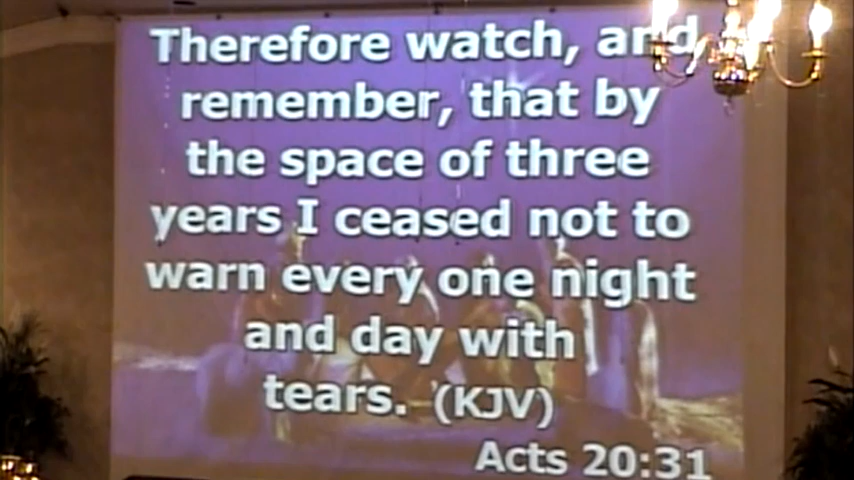 Therefore watch, and
remember, that by
the space of three
years I ceased not to
warn every one night
and day with
tears. (KJV)
Acts 20:31